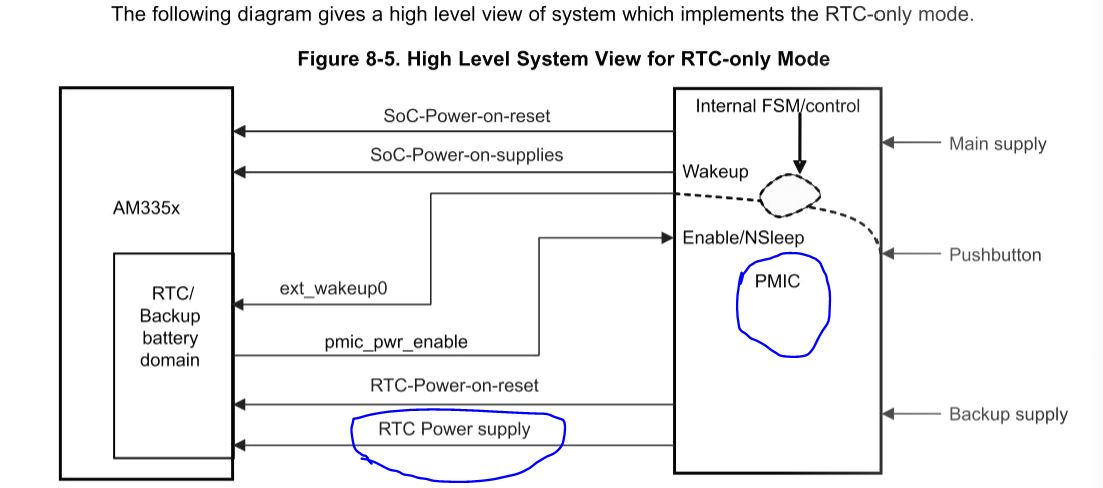 The following diagram gives a high level view of system which implements the RTC-only mode.
Figure 8-5. High Level System View for RTC-only Mode
Internal FSM/control
SoC-Power-on-reset
Main supply
SoC-Power-on-supplies
Wakeup
AM335x
Enable/NSleep
Pushbutton
PMIC
ext_wakeup0
RTC/
Backup
battery
domain
pmic_pwr_enable
RTC-Power-on-reset
Backup supply
RTC Power supply